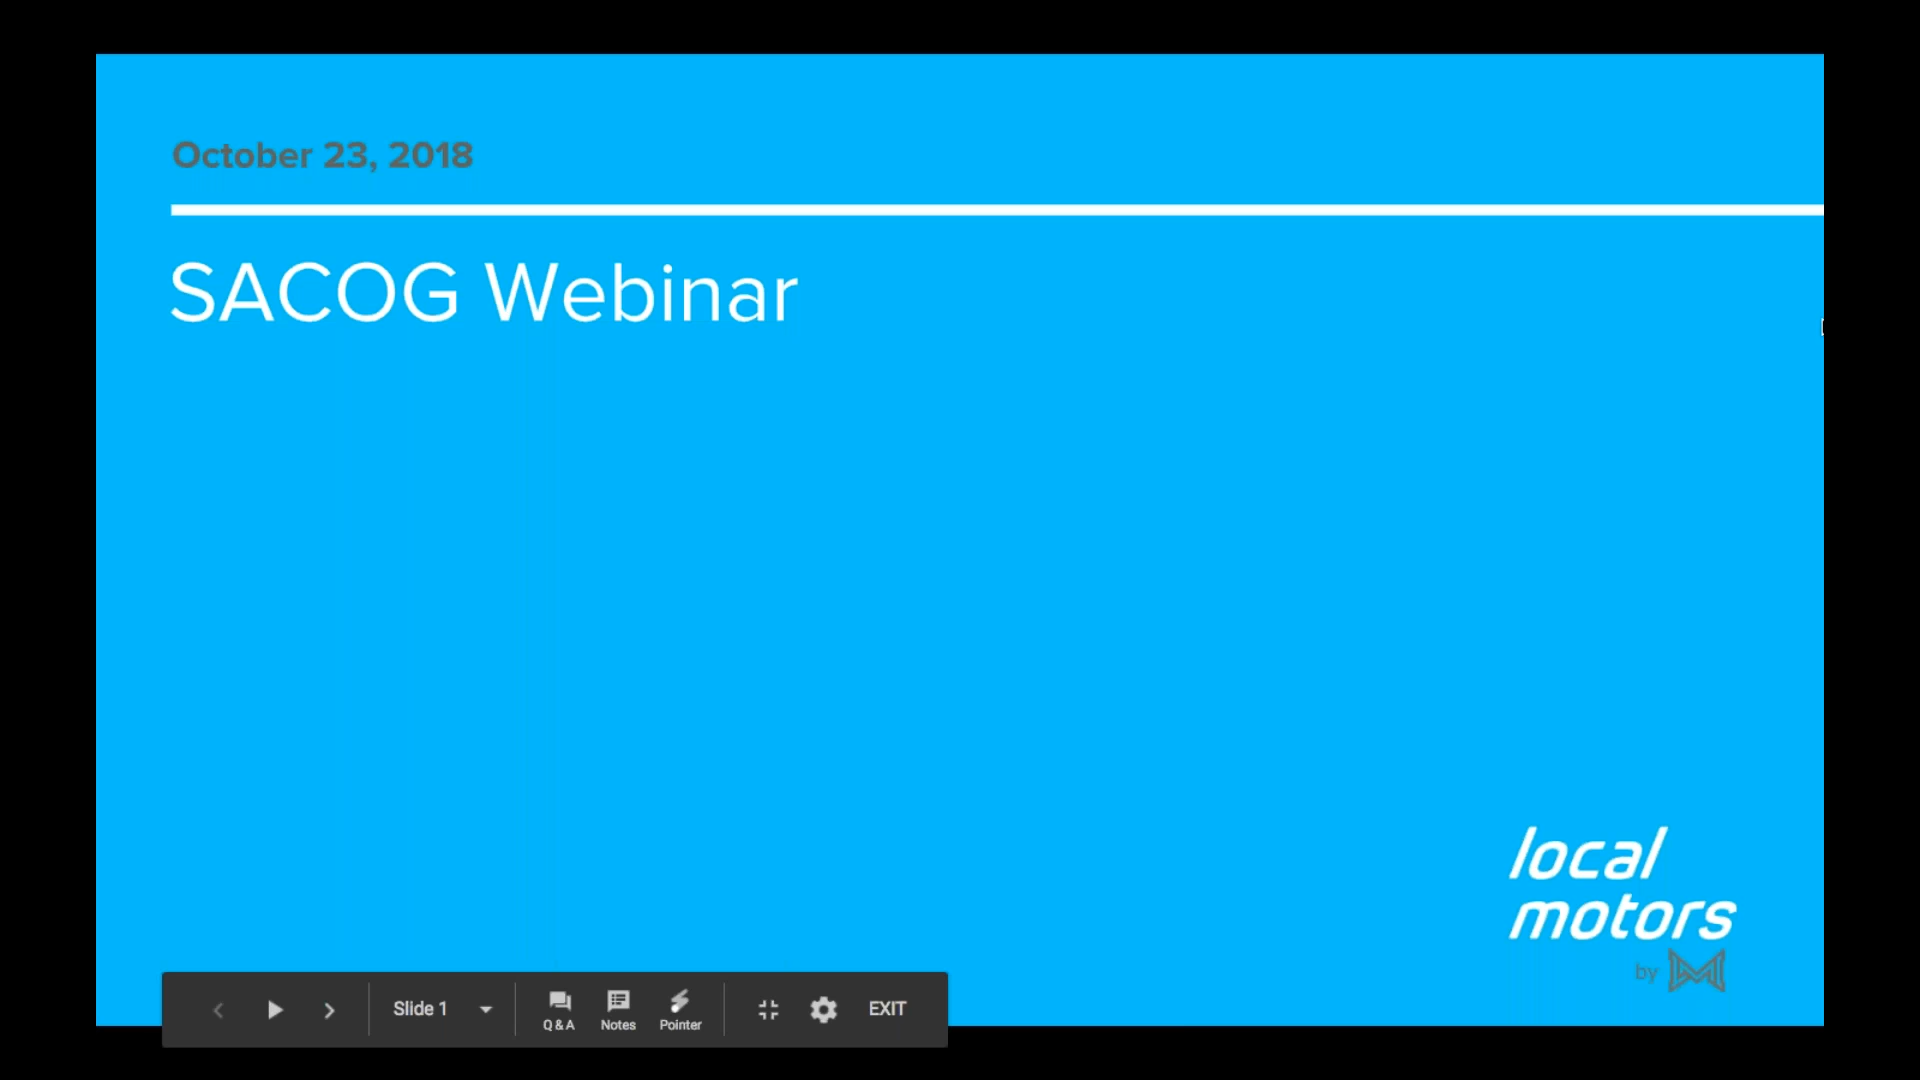 October 23, 2018
SACOG Webinar
local
motors
by
Slide 1
Q & A
Notes
Pointer
EXIT